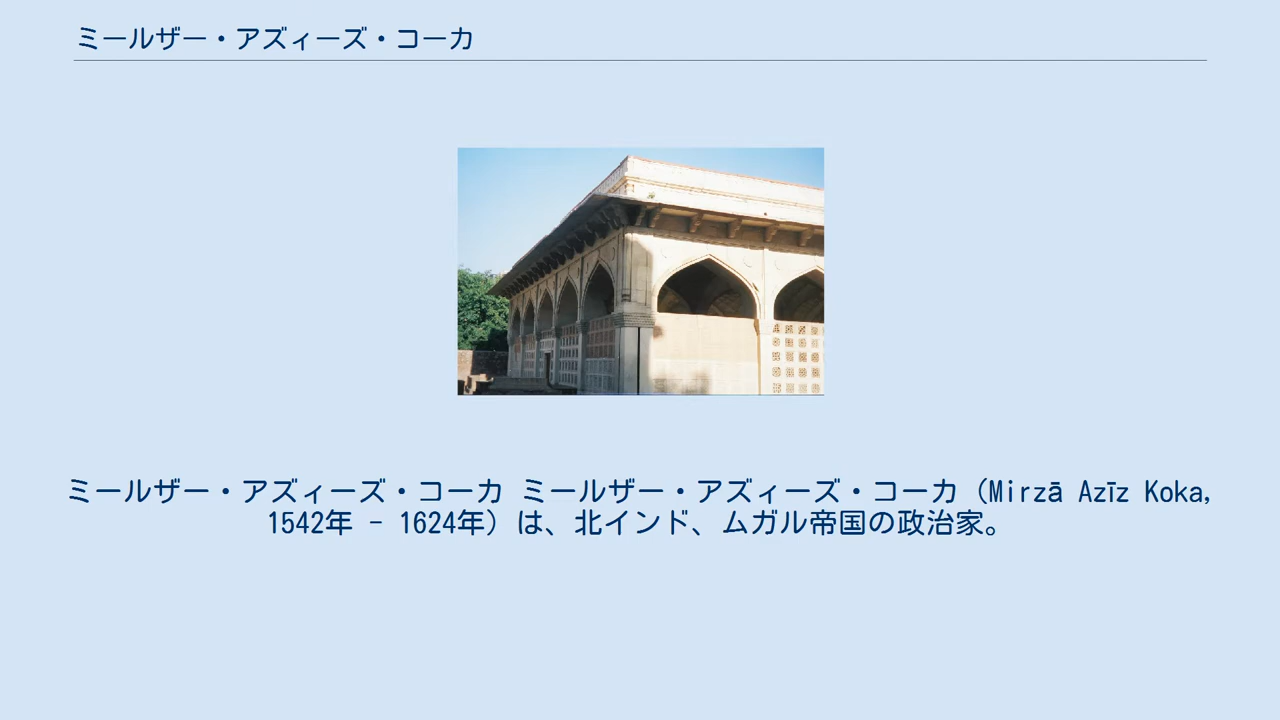 ミールザー・アズィーズ・コーカ
ミールザー・アズィーズ・コーカ ミールザー・アズィーズ・コーカ（Mirzā Azīz Koka,
1542年 - 1624年）は、北インド、ムガル帝国の政治家。